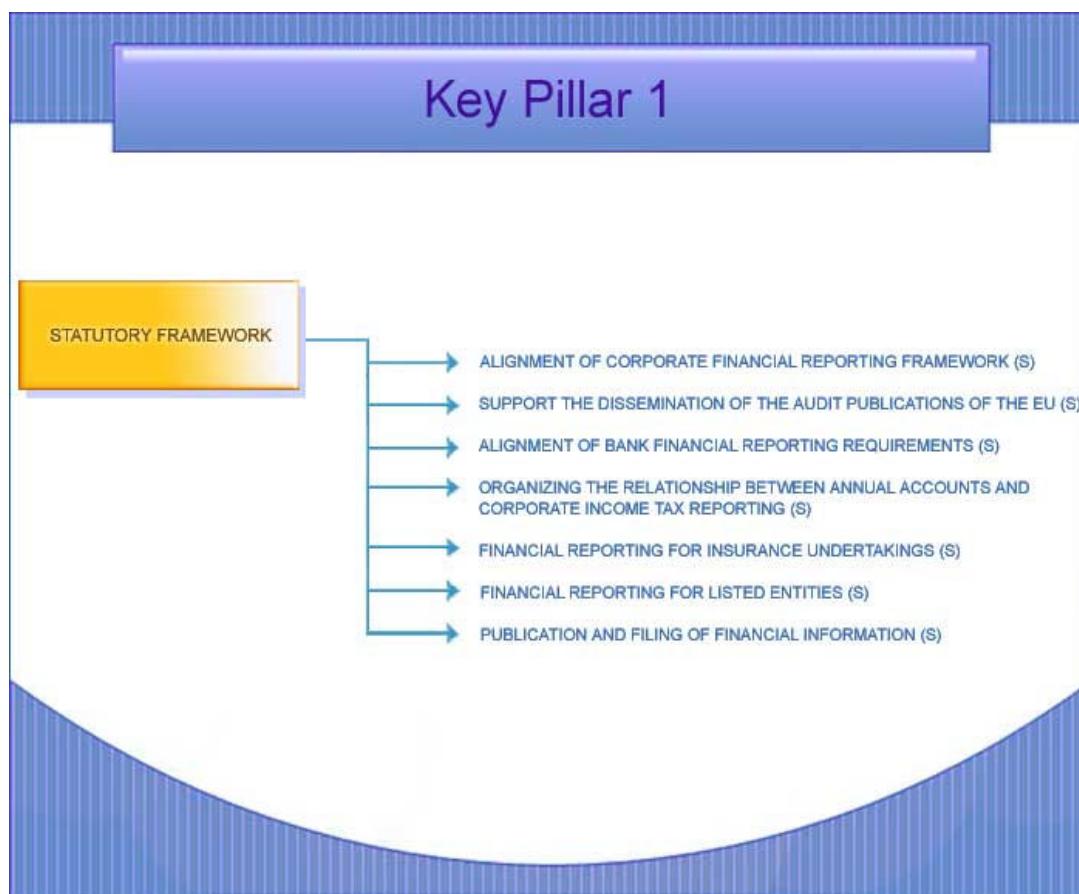 Key Pillar 1
STATUTORY FRAMEWORK
ALIGNMENT OF CORPORATE FINANCIAL REPORTING FRAMEWORK (S)
SUPPORT THE DISSEMINATION OF THE AUDIT PUBLICATIONS OF THE EU (S)
ALIGNMENT OF BANK FINANCIAL REPORTING REQUIREMENTS (S)
ORGANIZING THE RELATIONSHIP BETWEEN ANNUAL ACCOUNTS AND
CORPORATE INCOME TAX REPORTING (S)
FINANCIAL REPORTING FOR INSURANCE UNDERTAKINGS (S)
FINANCIAL REPORTING FOR LISTED ENTITIES (S)
PUBLICATION AND FILING OF FINANCIAL INFORMATION (S)